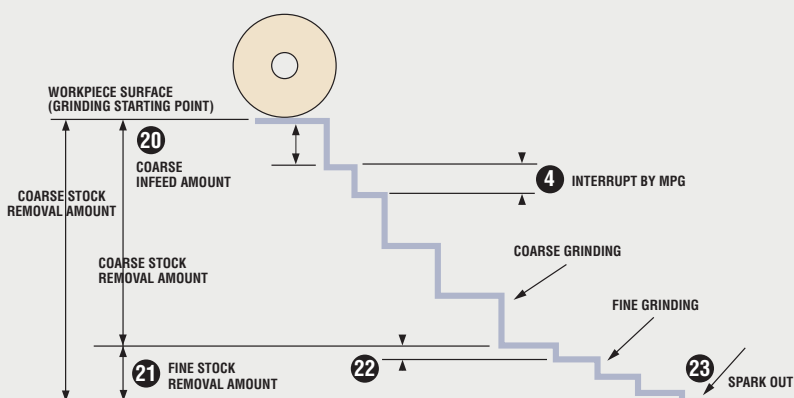 WORKPIECE SURFACE
(GRINDING STARTING POINT)
20
COARSE
INFEED AMOUNT
4 INTERRUPT BY MPG
COARSE STOCK
REMOVAL AMOUNT
COARSE STOCK
REMOVAL AMOUNT
COARSE GRINDING
FINE GRINDING
21 FINE STOCK
REMOVAL AMOUNT
22
23
SPARK OUT